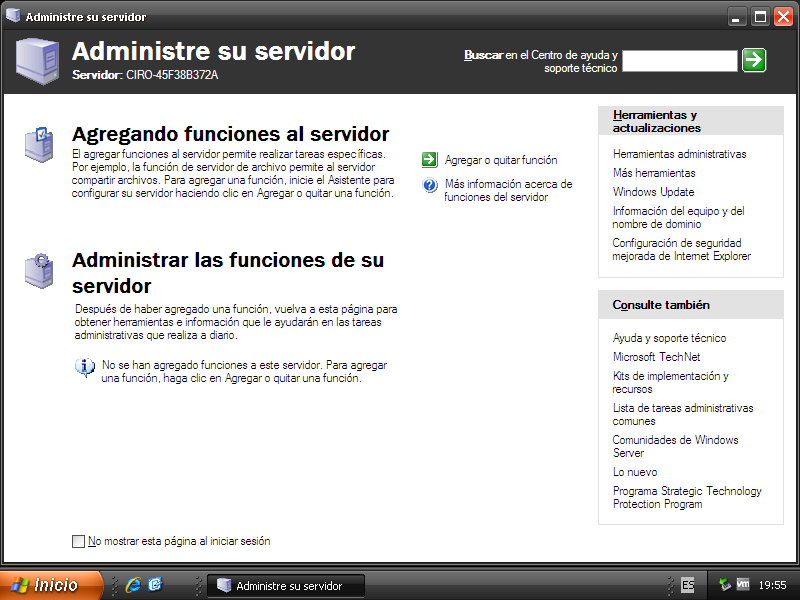 Administre su servidor
Administre su servidor
Servidor: CIRO-45F38B372A
Buscar en el Centro de ayuda y
soporte técnico
Agregando funciones al servidor
El agregar funciones al servidor permite realizar tareas específicas.
Por ejemplo, la función de servidor de archivo permite al servidor
compartir archivos. Para agregar una función, inicie el Asistente para
configurar su servidor haciendo clic en Agregar o quitar una función.
Agregar o quitar función
Más información acerca de
funciones del servidor
Administrar las funciones de su
servidor
Después de haber agregado una función, vuelva a esta página para
obtener herramientas e información que le ayudarán en las tareas
administrativas que realiza a diario.
No se han agregado funciones a este servidor. Para agregar
una función, haga clic en Agregar o quitar una función.
No mostrar esta página al iniciar sesión
Herramientas y
actualizaciones
Herramientas administrativas
Más herramientas
Windows Update
Información del equipo y del
nombre de dominio
Configuración de seguridad
mejorada de Internet Explorer
Consulte también
Ayuda y soporte técnico
Microsoft TechNet
Kits de implementación y
recursos
Lista de tareas administrativas
comunes
Comunidades de Windows
Server
Lo nuevo
Programa Strategic Technology
Protection Program
Inicio
Administre su servidor
ES
vm
19:55